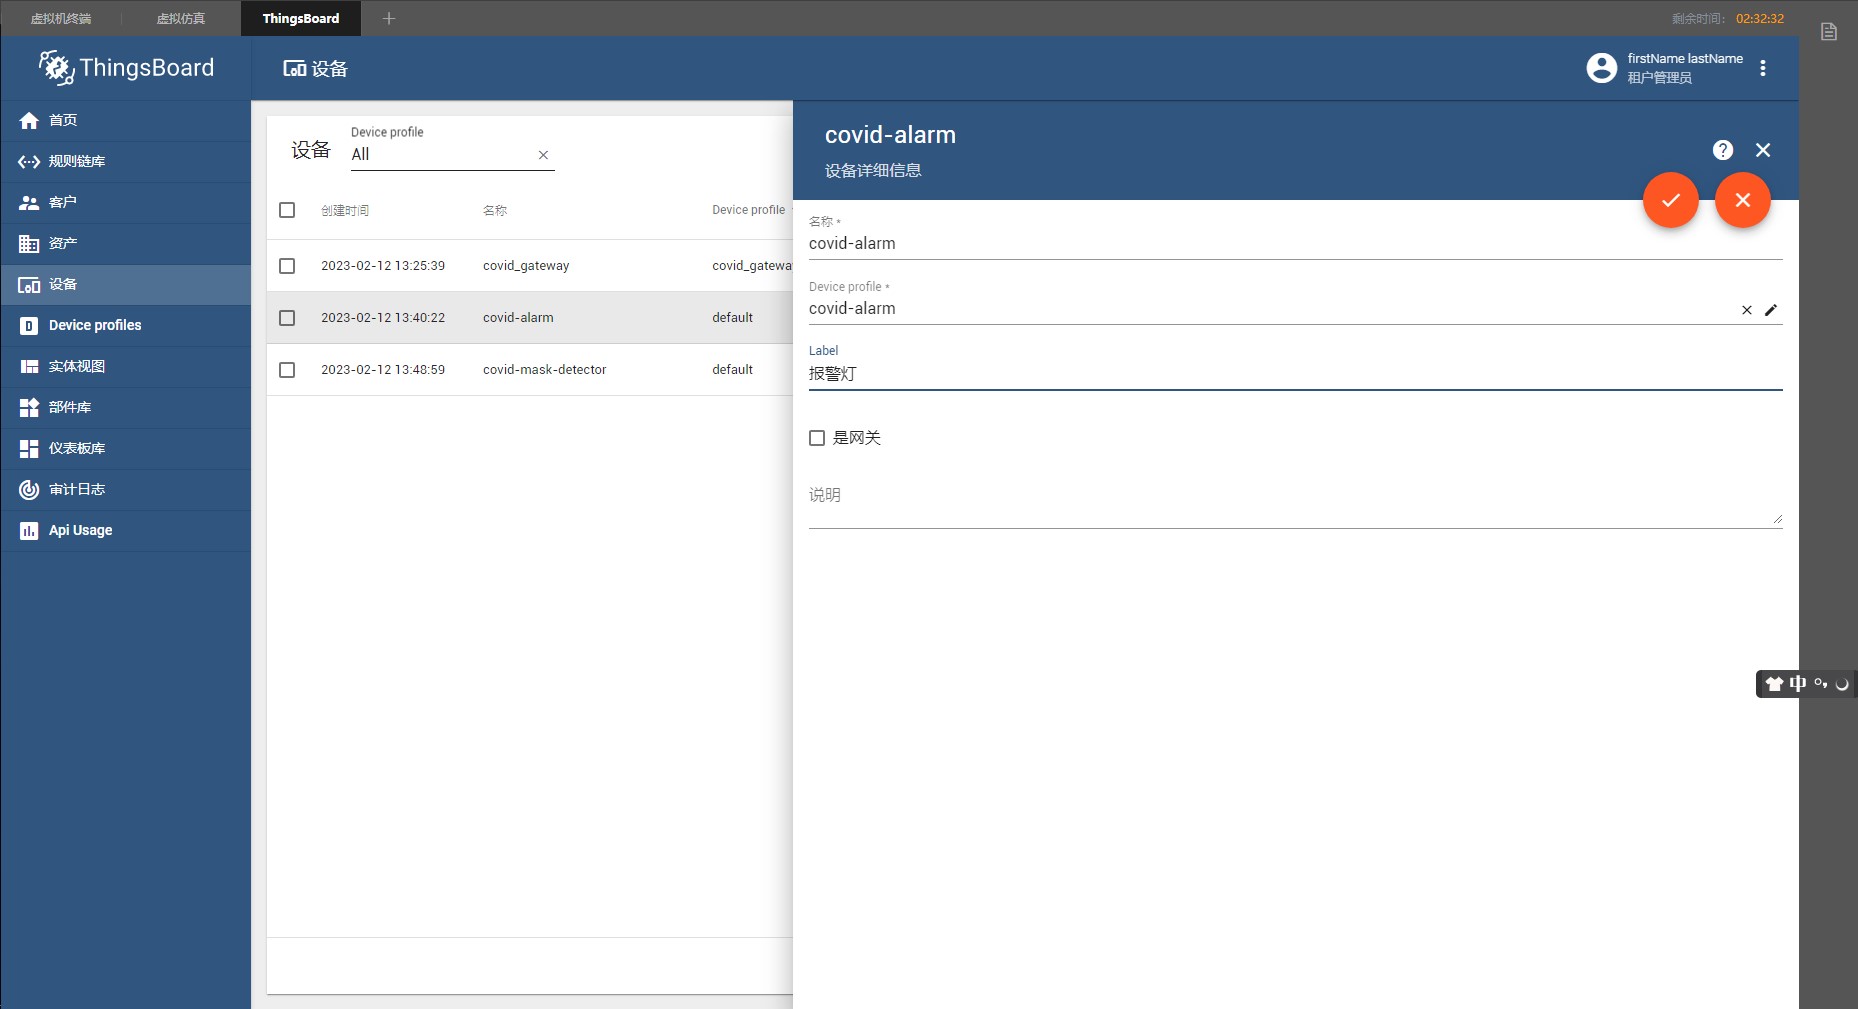 虚拟机终端
虚拟仿真
ThingsBoard
剩余时间: 02:32:32
ThingsBoard
设备
firstName lastName
租户管理员
首页
规则链库
客户
资产
设备
Device profiles
实体视图
部件库
仪表板库
审计日志
Api Usage
设备
Device profile
All
创建时间 名称 Device profile
2023-02-12 13:25:39 covid_gateway covid_gatewa
2023-02-12 13:40:22 covid-alarm default
2023-02-12 13:48:59 covid-mask-detector default
covid-alarm
设备详细信息
名称 *
covid-alarm
Device profile *
covid-alarm
Label
报警灯
是网关
说明
中